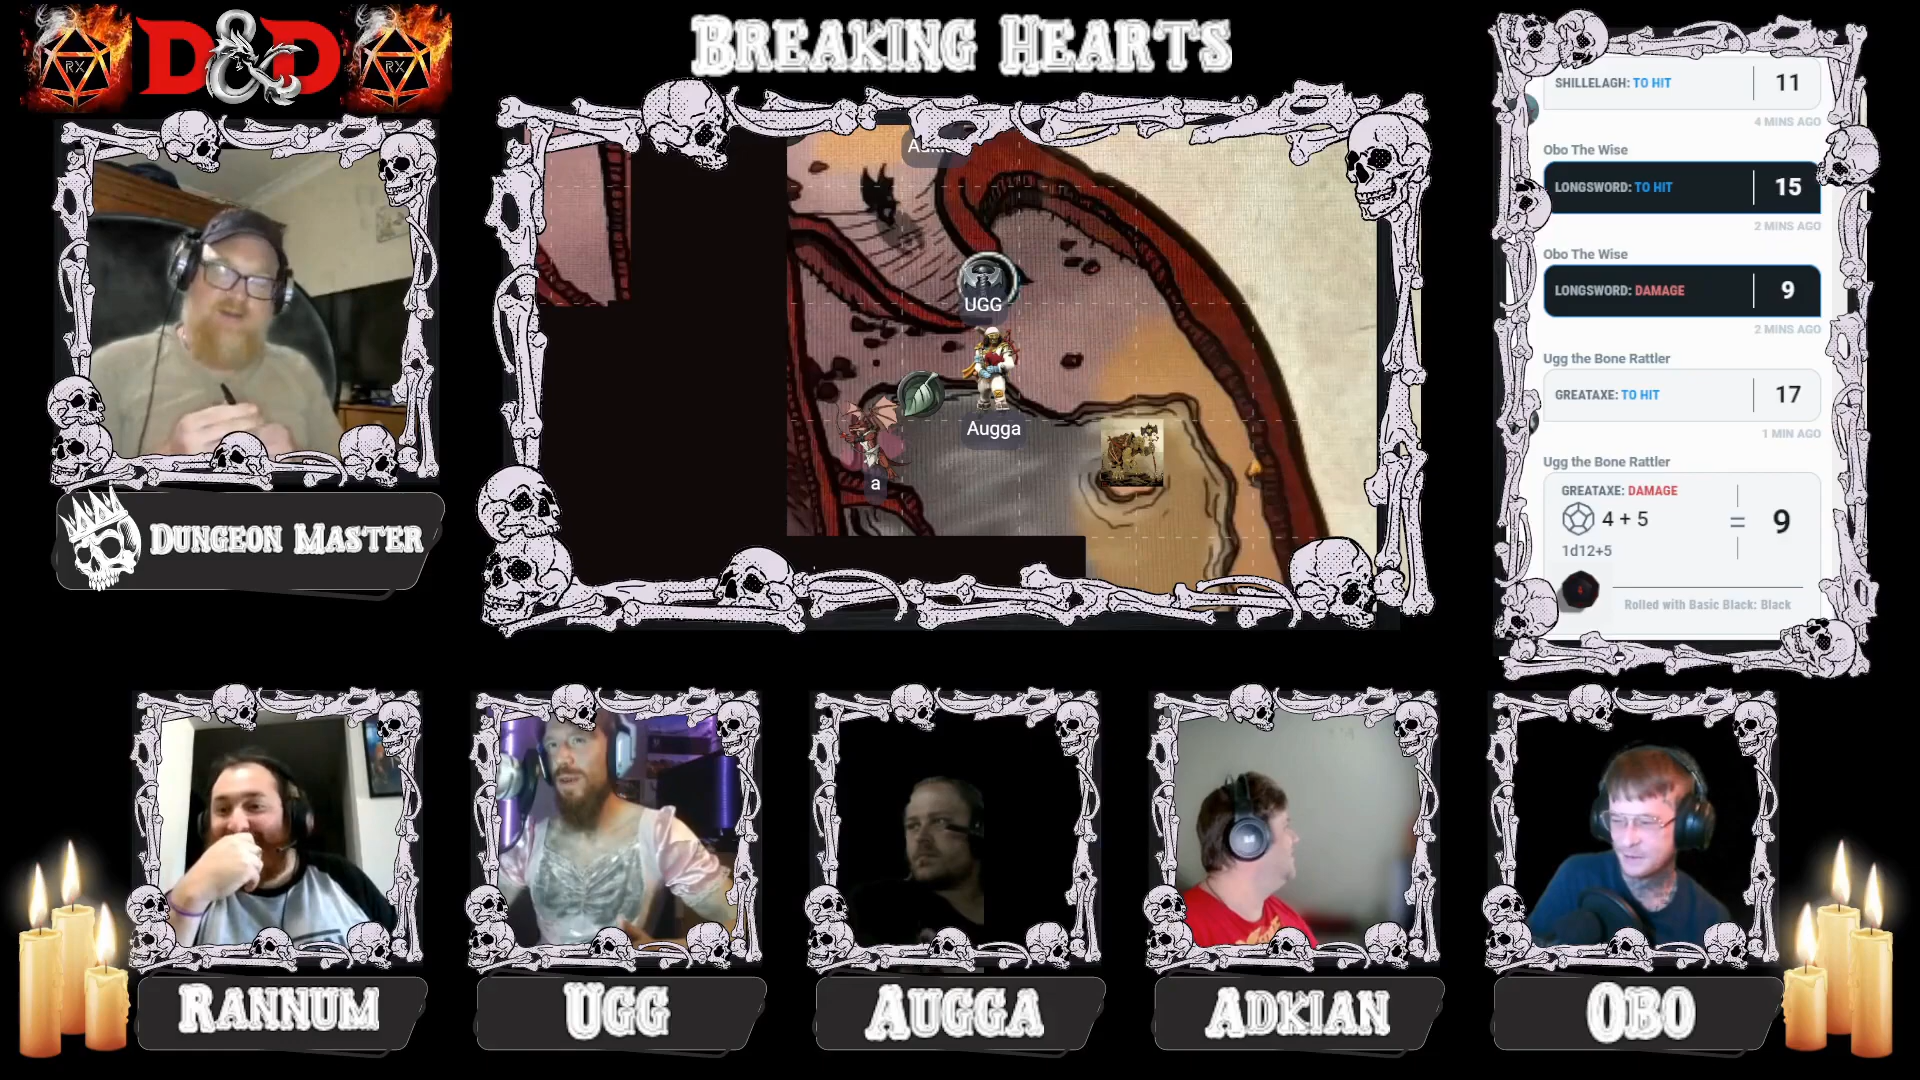 RX
D&D
RX
BREAKING HEARTS
UGG
Augga
a
SHILLELAGH: TO HIT
11
4 MINS AGO
Obo The Wise
LONGSWORD: TO HIT
15
2 MINS AGO
Obo The Wise
LONGSWORD: DAMAGE
9
2 MINS AGO
Ugg the Bone Rattler
GREATAXE: TO HIT
17
1 MIN AGO
Ugg the Bone Rattler
GREATAXE: DAMAGE
4 + 5
=
9
1d12+5
4
Rolled with Basic Black: Black
DUNGEON MASTER
RANNUM
UGG
AUGGA
ADKIAN
OBO